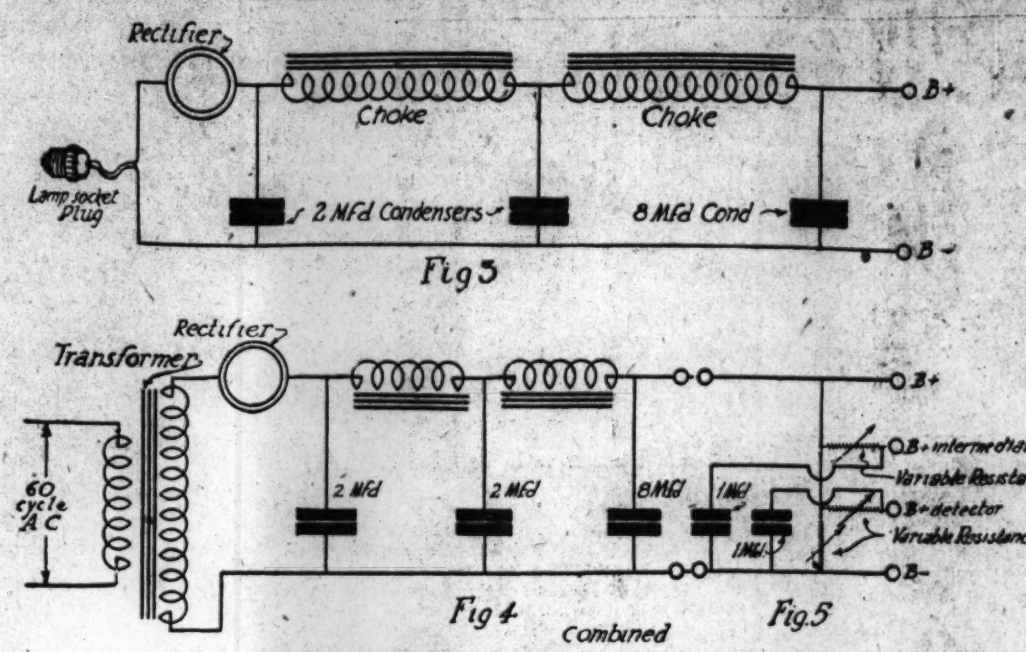 Rectifier
Choke
Choke
B+
Lamp socket
Plug
2 Mfd Condensers
8 Mfd Cond
B-
Fig 3
Rectifier
Transformer
B+
60
cycle
A C
2 Mfd
2 Mfd
8 Mfd
1 Mfd
1 Mfd
B+ intermediat
Variable Resista
B+ detector
Variable Resistanc
B-
Fig 4
Fig. 5
Combined